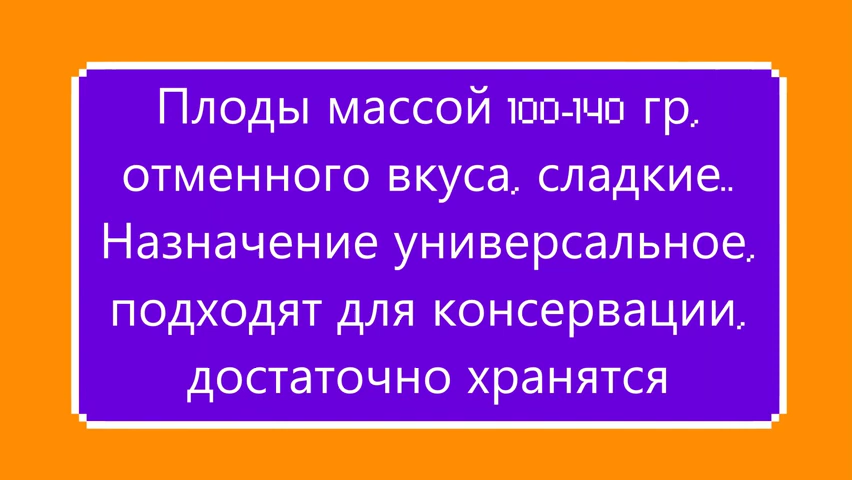 Плоды массой 100-140 гр,
отменного вкуса, сладкие..
Назначение универсальное,
подходят для консервации,
достаточно хранятся